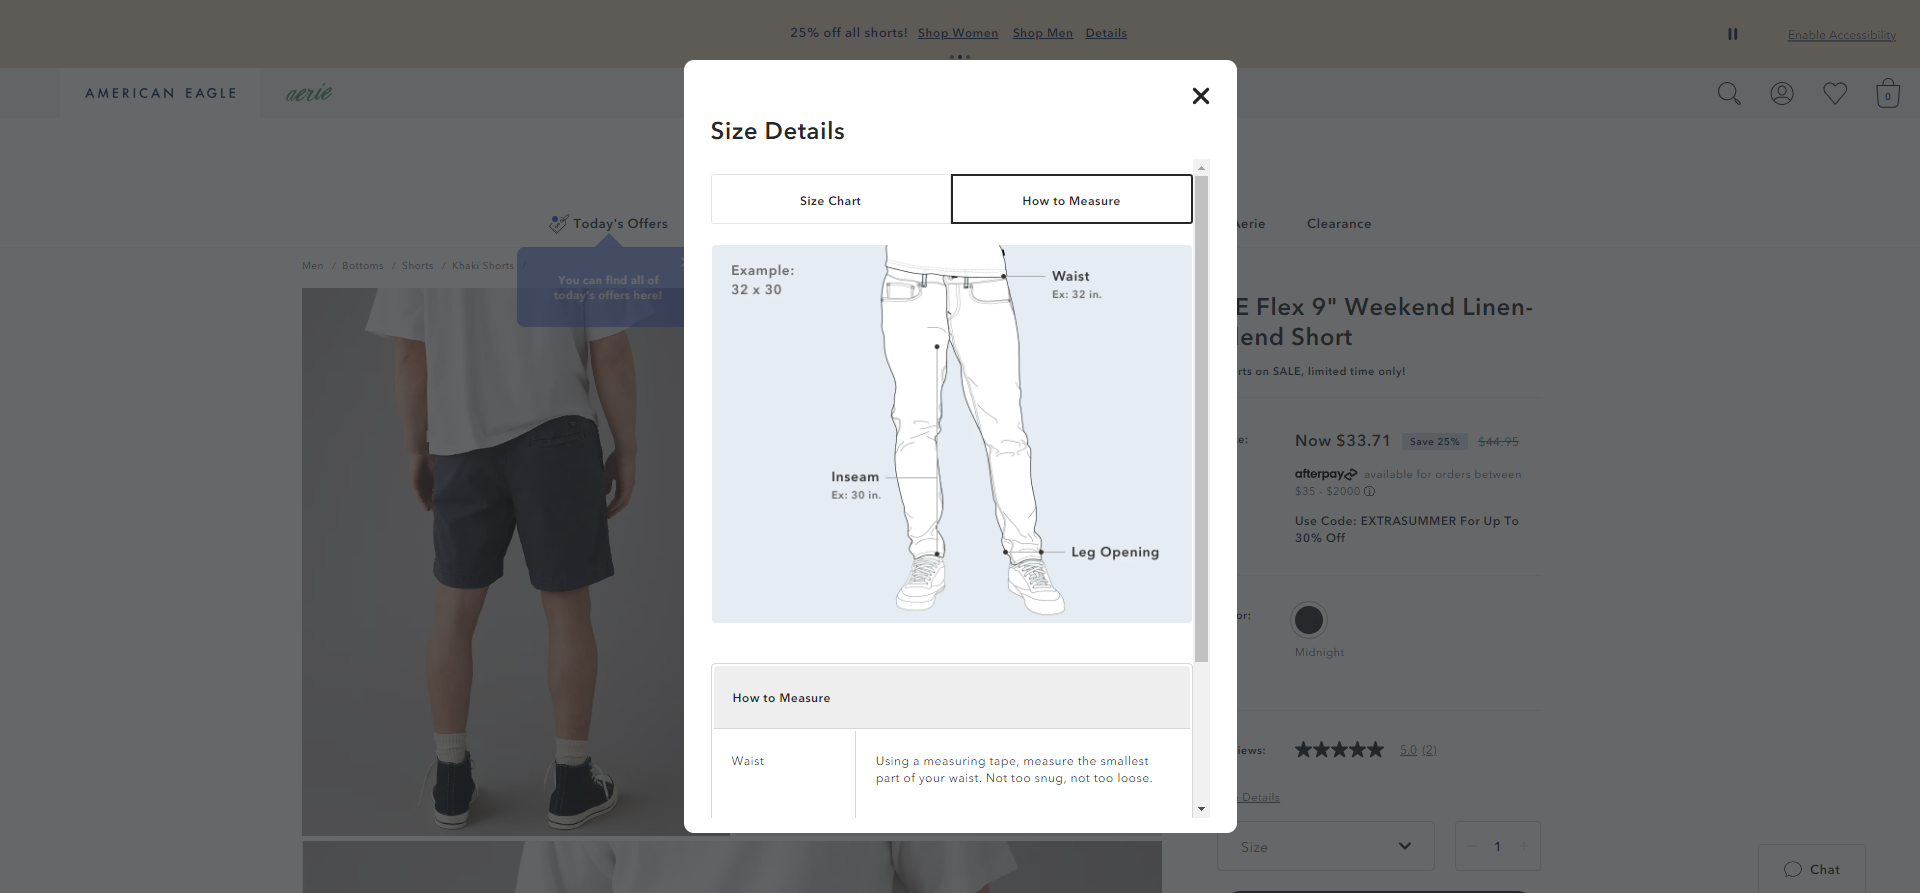 25% off all shorts! Shop Women Shop Men Details
Enable Accessibility
AMERICAN EAGLE
aerie
0
Today's Offers
Aerie
Clearance
You can find all of
today's offers here!
Men / Bottoms / Shorts / Khaki Shorts /
Size Details
Size Chart
How to Measure
Example:
32 x 30
Waist
Ex: 32 in.
Inseam
Ex: 30 in.
Leg Opening
How to Measure
Waist
Using a measuring tape, measure the smallest
part of your waist. Not too snug, not too loose.
E Flex 9" Weekend Linen-
end Short
rts on SALE, limited time only!
e:
Now $33.71 Save 25% $44.95
afterpay available for orders between
$35 - $2000
Use Code: EXTRASUMMER For Up To
30% Off
or:
Midnight
iews:
5.0 (2)
Details
Size
- 1 +
Chat